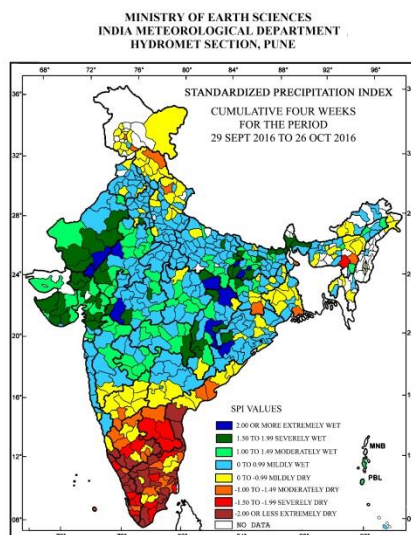 MINISTRY OF EARTH SCIENCES
INDIA METEOROLOGICAL DEPARTMENT
HYDROMET SECTION, PUNE
68° 72° 76° 80° 84° 88° 92° 96°
STANDARDIZED PRECIPITATION INDEX
CUMULATIVE FOUR WEEKS
FOR THE PERIOD
29 SEPT 2016 TO 26 OCT 2016
36°
32°
28°
24°
20°
16°
12°
08°
06°
SPI VALUES
2.00 OR MORE EXTREMELY WET
1.50 TO 1.99 SEVERELY WET
1.00 TO 1.49 MODERATELY WET
0 TO 0.99 MILDLY WET
0 TO -0.99 MILDLY DRY
-1.00 TO -1.49 MODERATELY DRY
-1.50 TO -1.99 SEVERELY DRY
-2.00 OR LESS EXTREMELY DRY
NO DATA
MNB
PBL